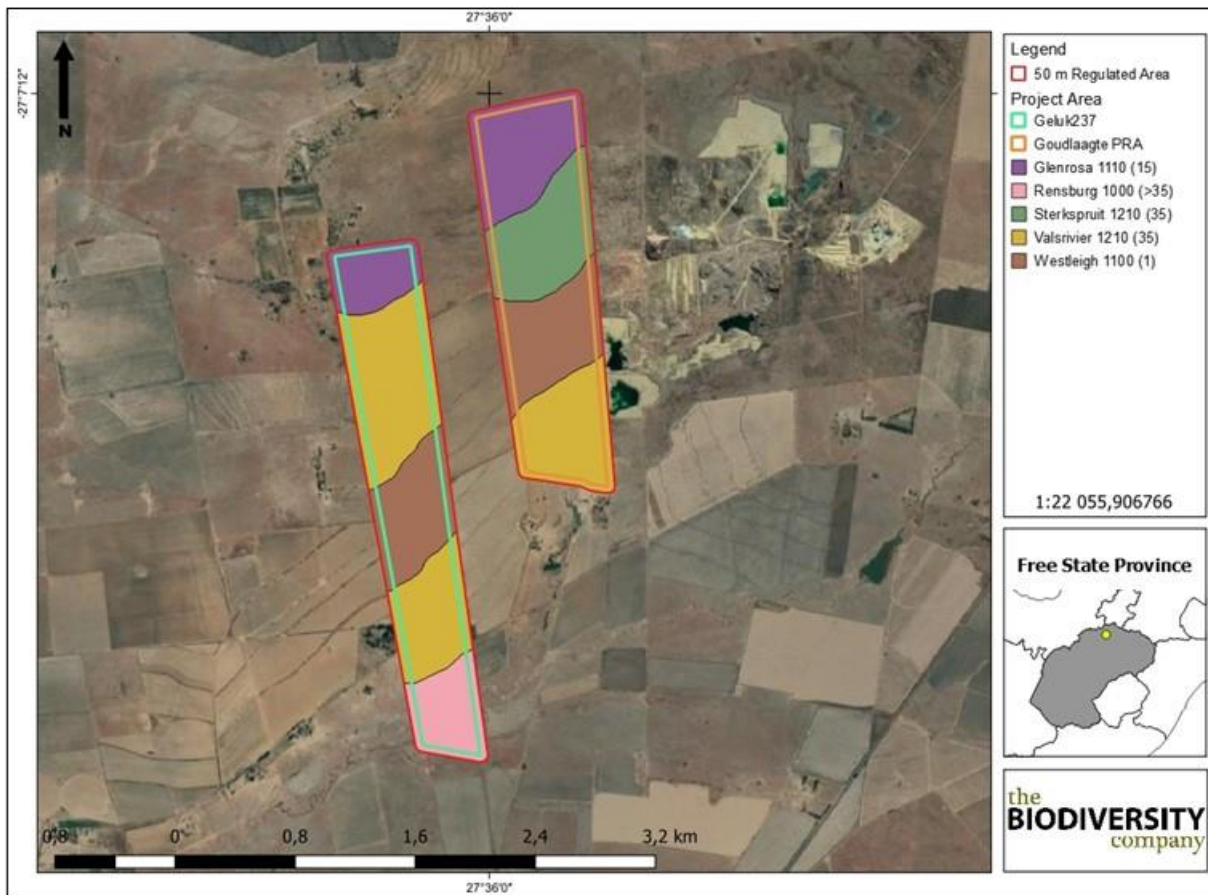 27°36'0"
-27°7'12"
N
Legend
50 m Regulated Area
Project Area
Geluk237
Goudlaagte PRA
Glenrosa 1110 (15)
Rensburg 1000 (>35)
Sterkspruit 1210 (35)
Valsrivier 1210 (35)
Westleigh 1100 (1)
1:22 055,906766
Free State Province
the
BIODIVERSITY
company
0,8 0 0,8 1,6 2,4 3,2 km
27°36'0"